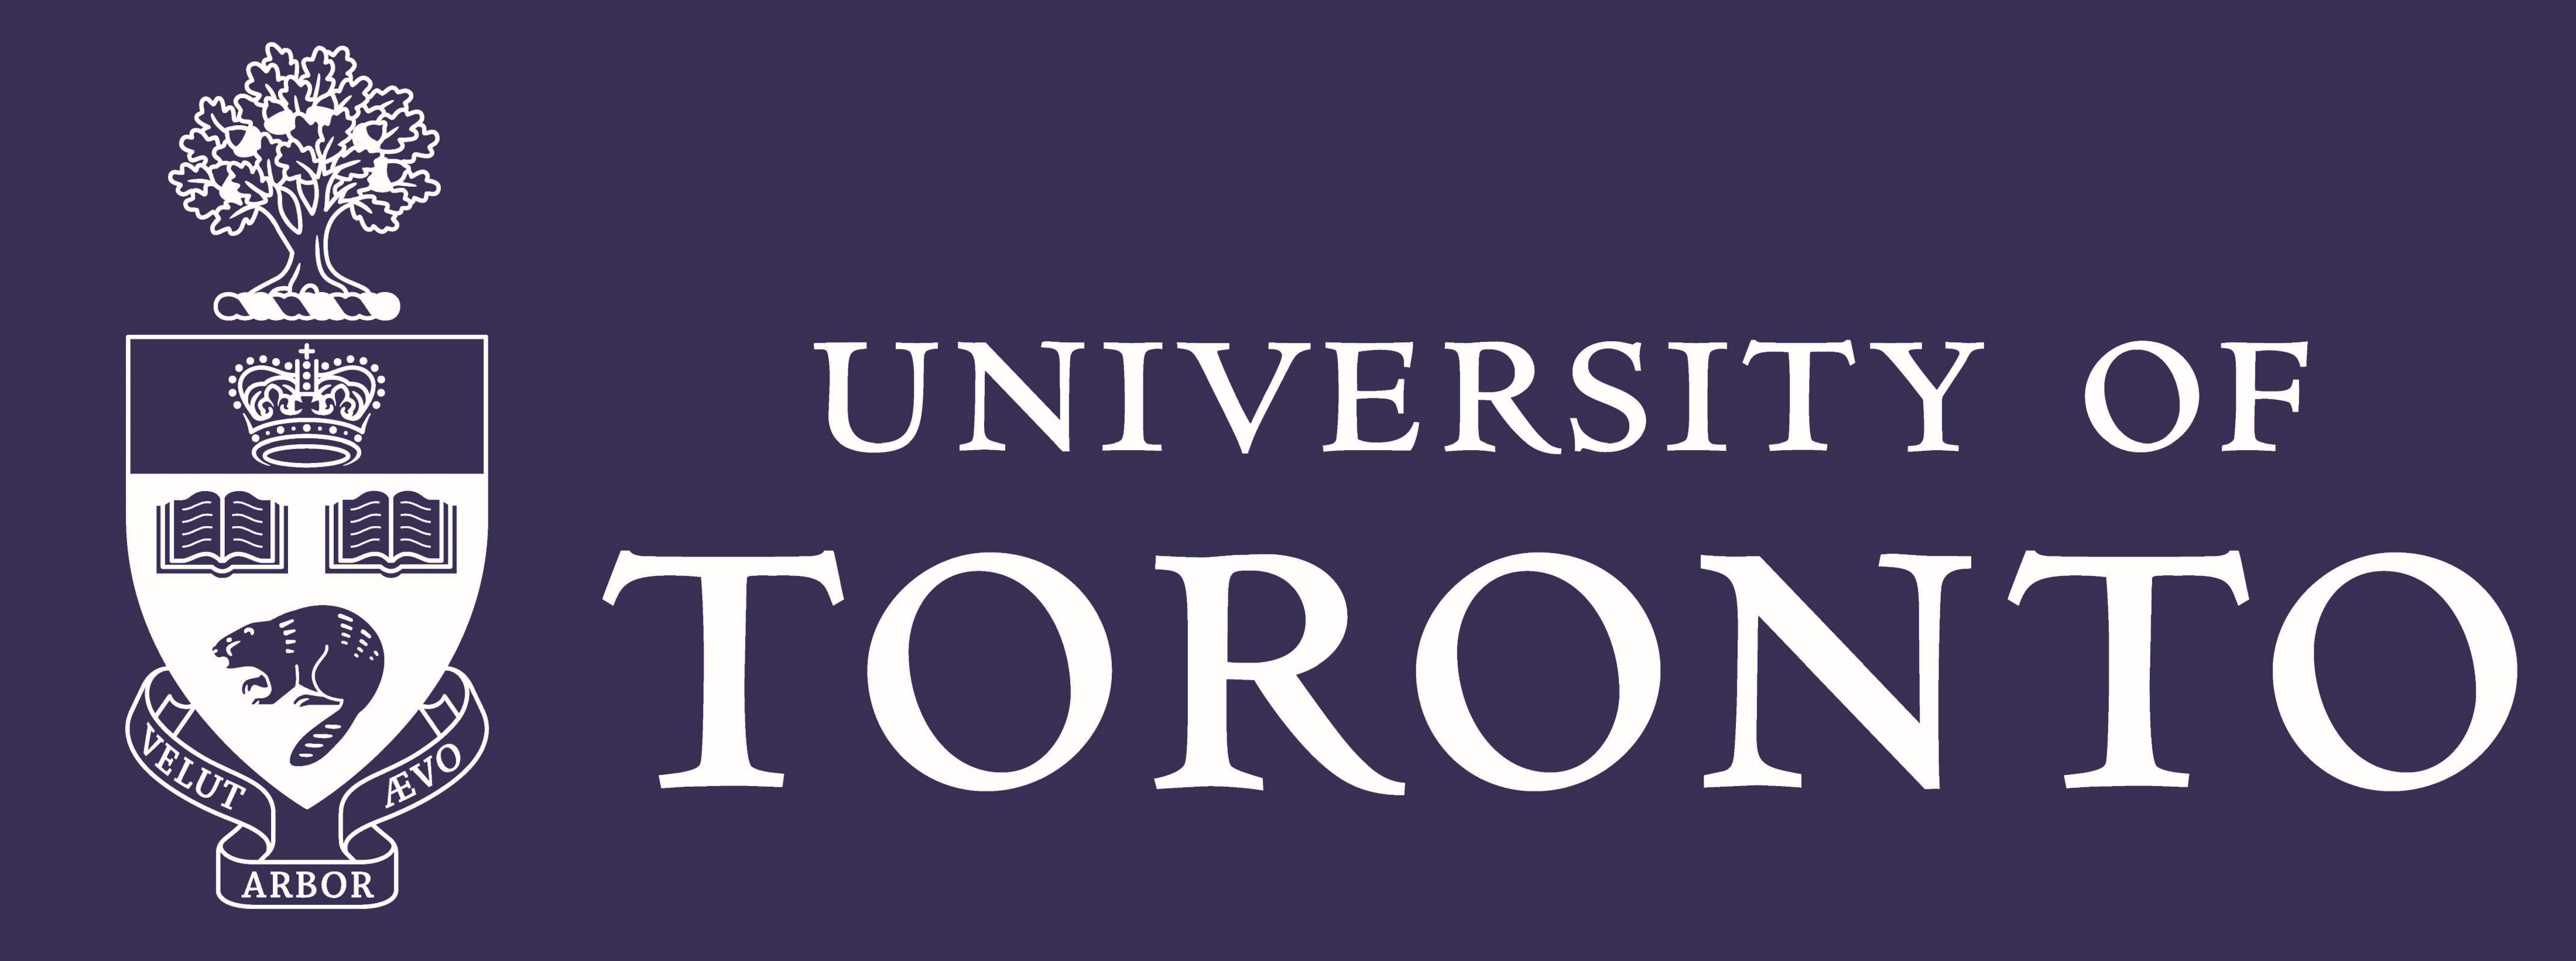 UNIVERSITY OF
TORONTO
VELUT
ARBOR
ÆVO